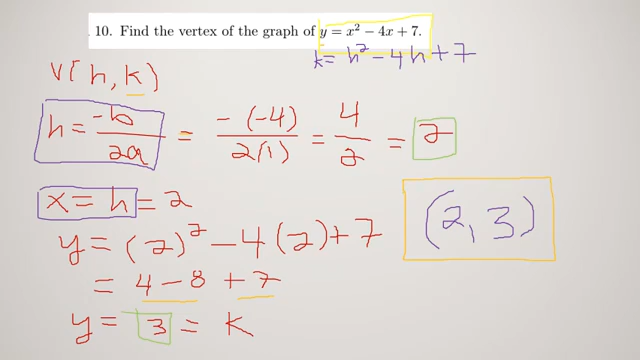 10. Find the vertex of the graph of y = x² − 4x + 7.
k = h² − 4h + 7
V(h, k)
h = -b/2a = -(-4)/2(1) = 4/2 = 2
x = h = 2
(2, 3)
y = (2)² − 4(2) + 7
= 4 − 8 + 7
y = 3 = k